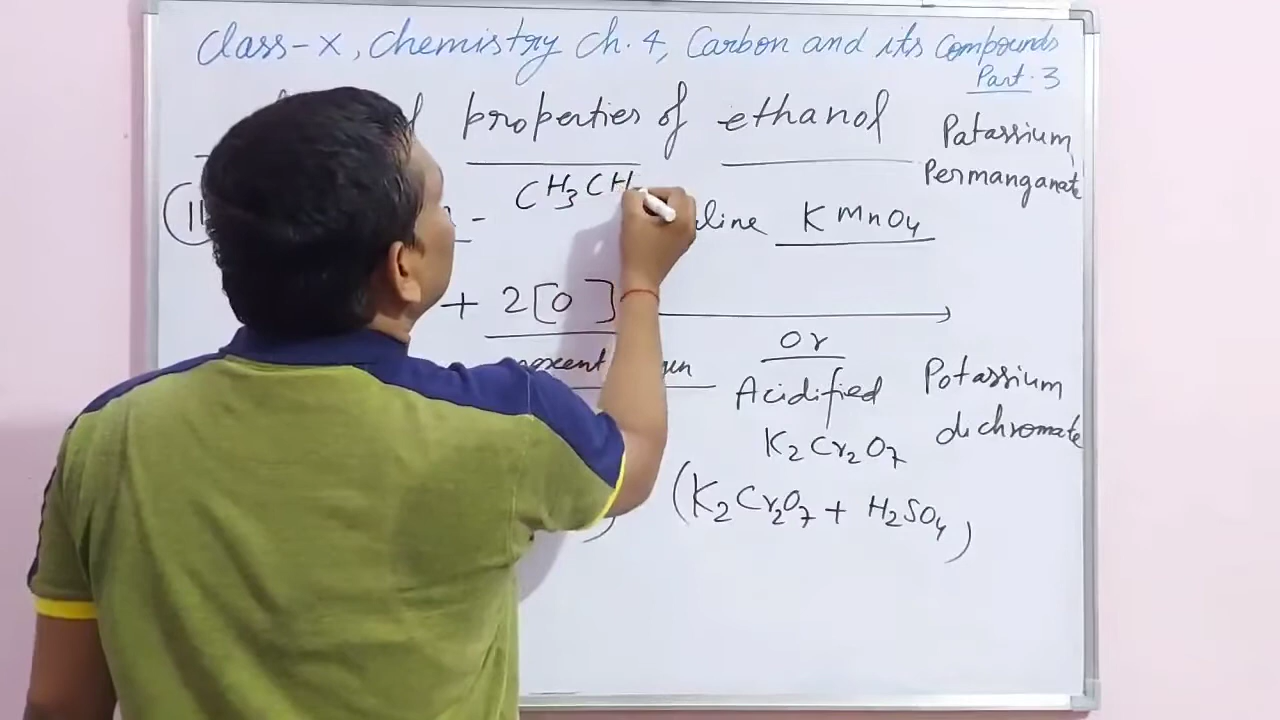 Class-X, Chemistry Ch. 4, Carbon and its Compounds
Part. 3
properties of ethanol
Patassium
Permanganate
CH3CH
KMnO4
+ 2[O]
Or
Acidified
Potassium
dichromate
K2Cr2O7
(K2Cr2O7 + H2SO4)